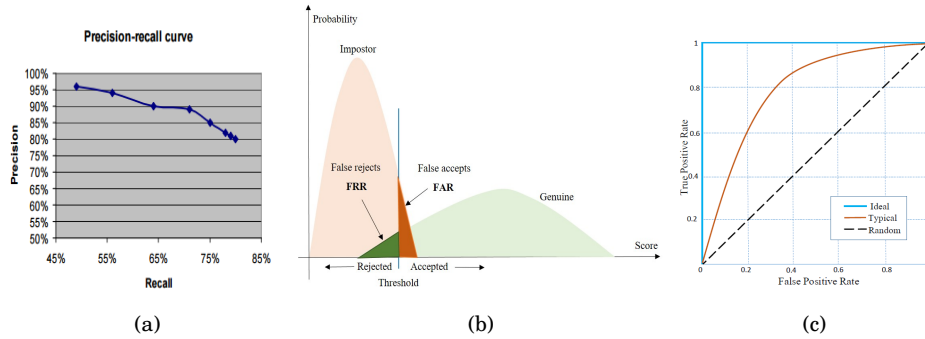 Precision-recall curve
100%
95%
90%
85%
80%
75%
70%
65%
60%
55%
50%
Precision
45% 55% 65% 75% 85%
Recall
(a)
Probability
Impostor
False rejects
FRR
False accepts
FAR
Genuine
Score
Rejected Accepted
Threshold
(b)
1
0.8
0.6
0.4
0.2
0
True Positive Rate
Ideal
Typical
Random
0 0.2 0.4 0.6 0.8
False Positive Rate
(c)